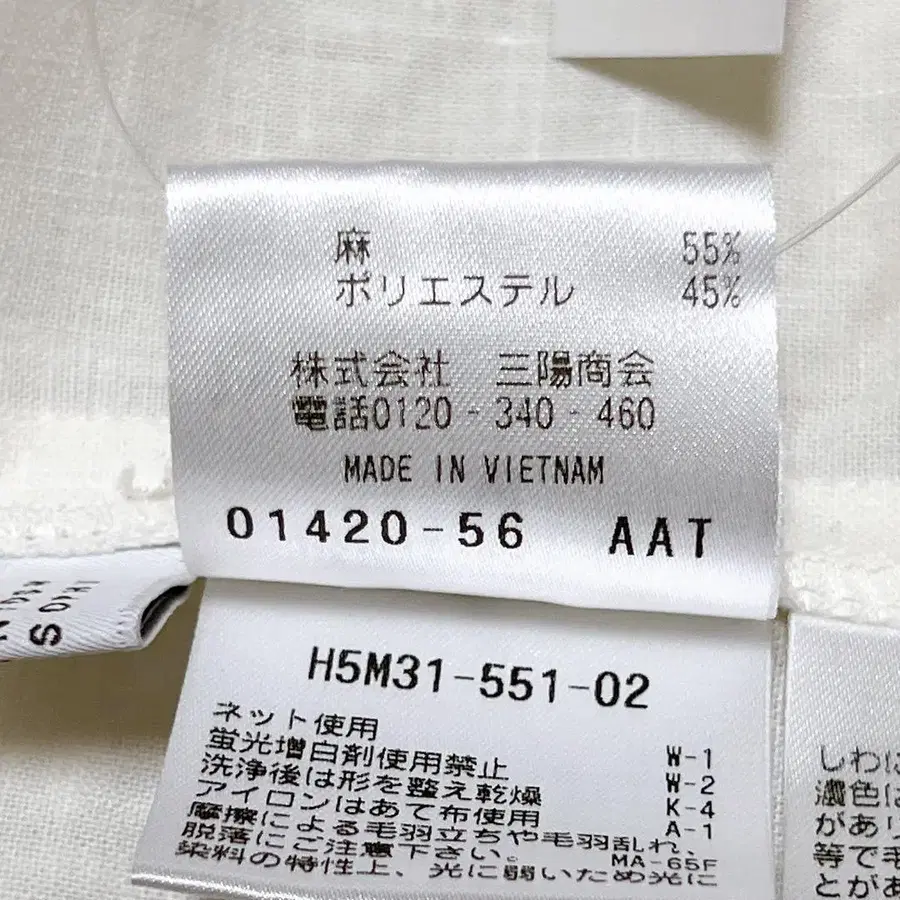 麻 55%
ポリエステル 45%
株式会社 三陽商会
電話0120-340-460
MADE IN VIETNAM
01420-56 AAT
H5M31-551-02
ネット使用 W-1
蛍光増白剤使用禁止 W-2
洗浄後は形を整え乾燥 K-4
アイロンはあて布使用 A-1
摩擦による毛羽立ちや毛羽乱れ、
脱落にご注意下さい。 MA-65F
染料の特性上、光に弱いため光に
しわに
濃色は
があり
等で毛
とがあ